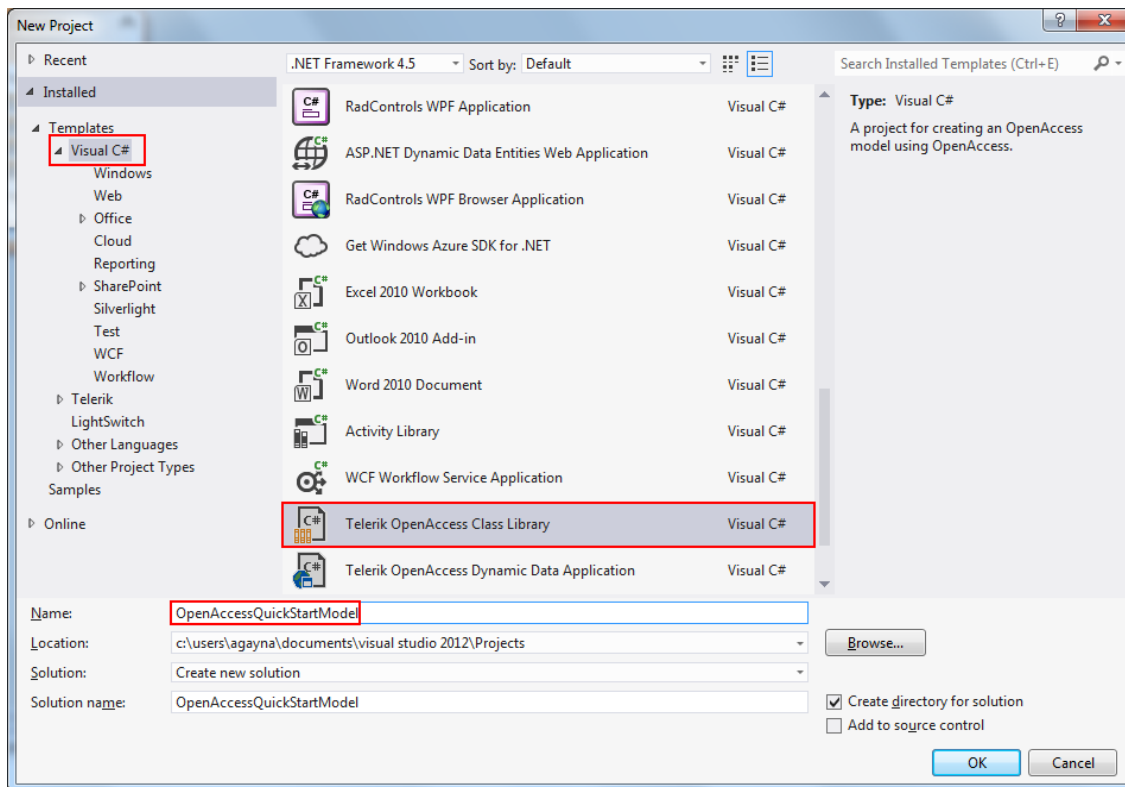 New Project
Recent
Installed
Templates
Visual C#
Windows
Web
Office
Cloud
Reporting
SharePoint
Silverlight
Test
WCF
Workflow
Telerik
LightSwitch
Other Languages
Other Project Types
Samples
Online
.NET Framework 4.5 Sort by: Default
C# RadControls WPF Application Visual C#
C# ASP.NET Dynamic Data Entities Web Application Visual C#
C# RadControls WPF Browser Application Visual C#
Get Windows Azure SDK for .NET Visual C#
C# X Excel 2010 Workbook Visual C#
C# O Outlook 2010 Add-in Visual C#
C# W Word 2010 Document Visual C#
C# Activity Library Visual C#
C# WCF Workflow Service Application Visual C#
C# Telerik OpenAccess Class Library Visual C#
C# Telerik OpenAccess Dynamic Data Application Visual C#
Search Installed Templates (Ctrl+E)
Type: Visual C#
A project for creating an OpenAccess
model using OpenAccess.
Name: OpenAccessQuickStartModel
Location: c:\users\agayna\documents\visual studio 2012\Projects Browse...
Solution: Create new solution
Solution name: OpenAccessQuickStartModel
Create directory for solution
Add to source control
OK Cancel